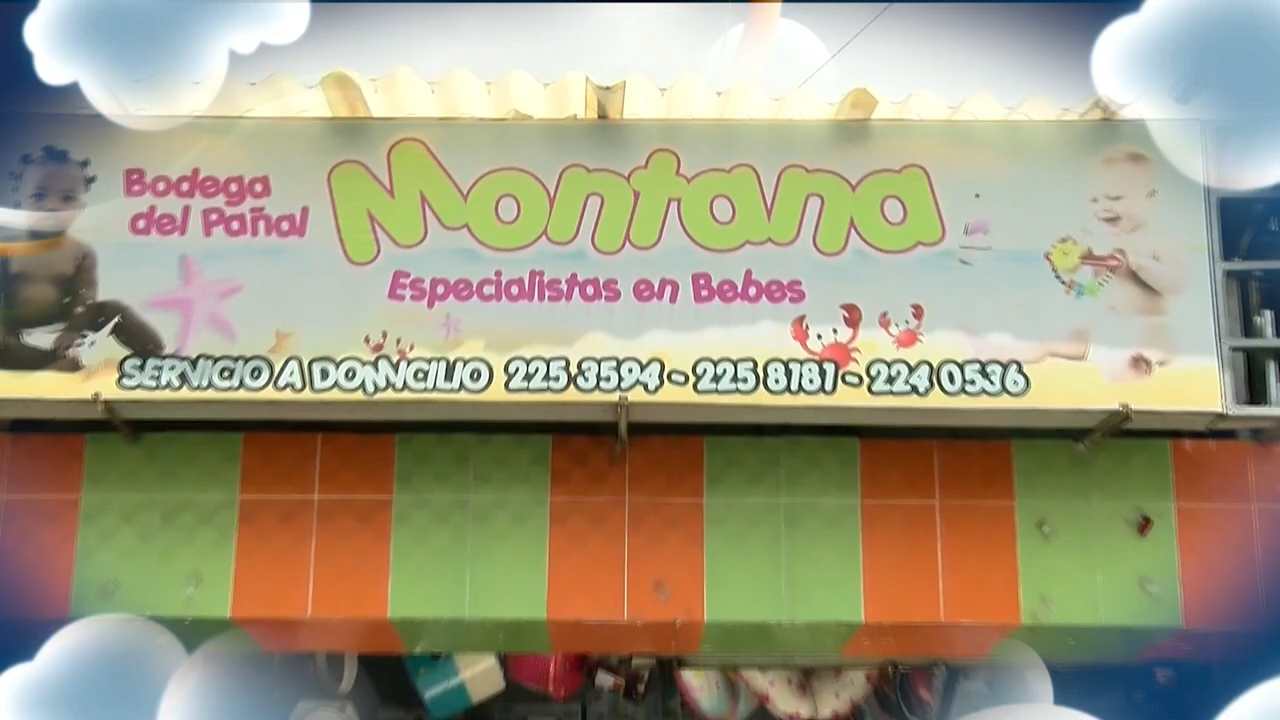 Bodega
del Pañal
Montana
Especialistas en Bebes
SERVICIO A DOMICILIO 225 3594 - 225 8181 - 224 0536